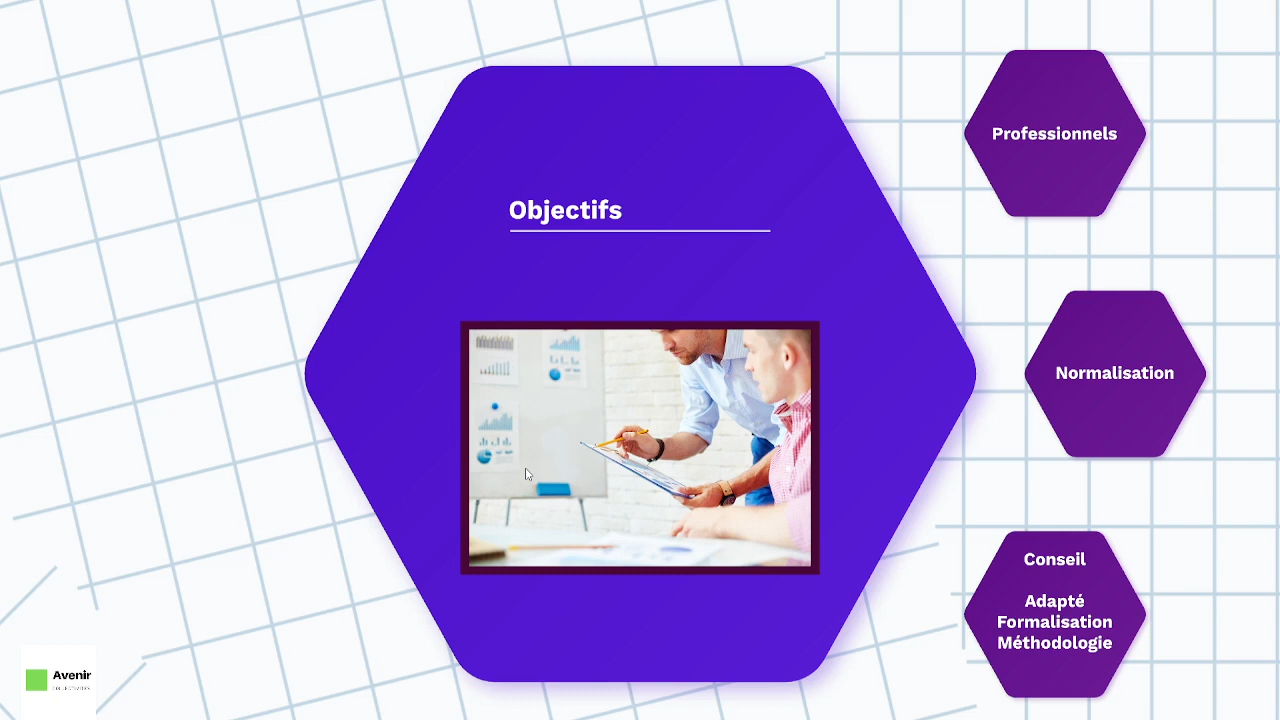 Objectifs
Professionnels
Normalisation
Conseil
Adapté
Formalisation
Méthodologie
Avenir